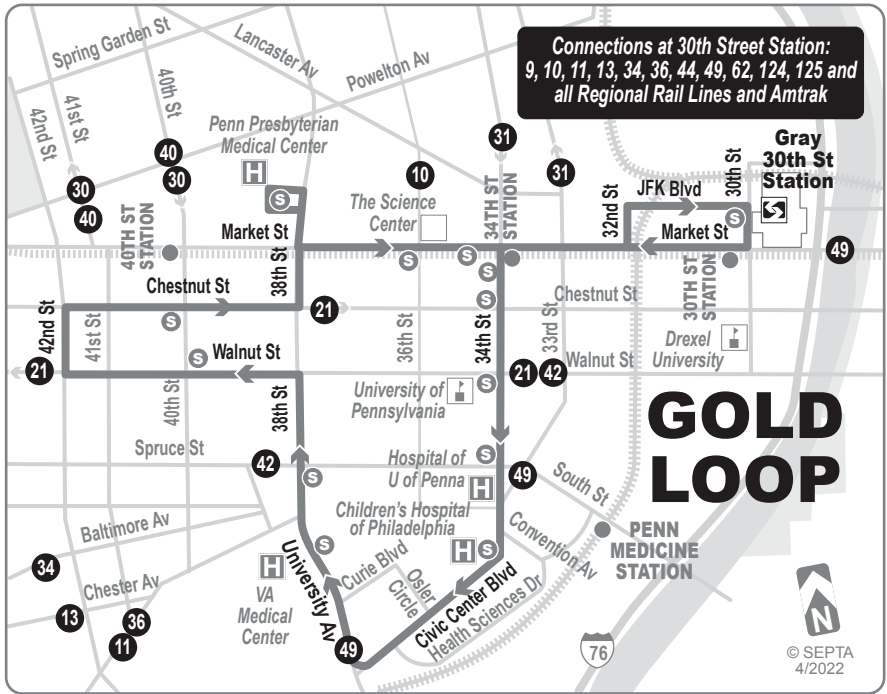 Connections at 30th Street Station:
9, 10, 11, 13, 34, 36, 44, 49, 62, 124, 125 and
all Regional Rail Lines and Amtrak
Spring Garden St
Lancaster Av
Powelton Av
40th St
41st St
42nd St
Penn Presbyterian
Medical Center
H
S
40
30
30
40
10
31
31
The Science
Center
34TH ST
STATION
32nd St
JFK Blvd
30th St
Gray
30th St
Station
S
S
40TH ST
STATION
Market St
Market St
49
38th St
S
S
S
30TH ST
STATION
Chestnut St
Chestnut St
S
21
42nd St
41st St
S
36th St
34th St
33rd St
Drexel
University
S
Walnut St
Walnut St
21
21
42
40th St
38th St
University of
Pennsylvania
S
GOLD
LOOP
Spruce St
42
S
Hospital of
U of Penna
H
S
49
South St
Children's Hospital
of Philadelphia
H
S
Baltimore Av
S
Convention Av
PENN
MEDICINE
STATION
34
Chester Av
H
VA
Medical
Center
University Av
Curie Blvd
Osler
Circle
Civic Center Blvd
Health Sciences Dr
13
36
11
49
76
N
© SEPTA
4/2022